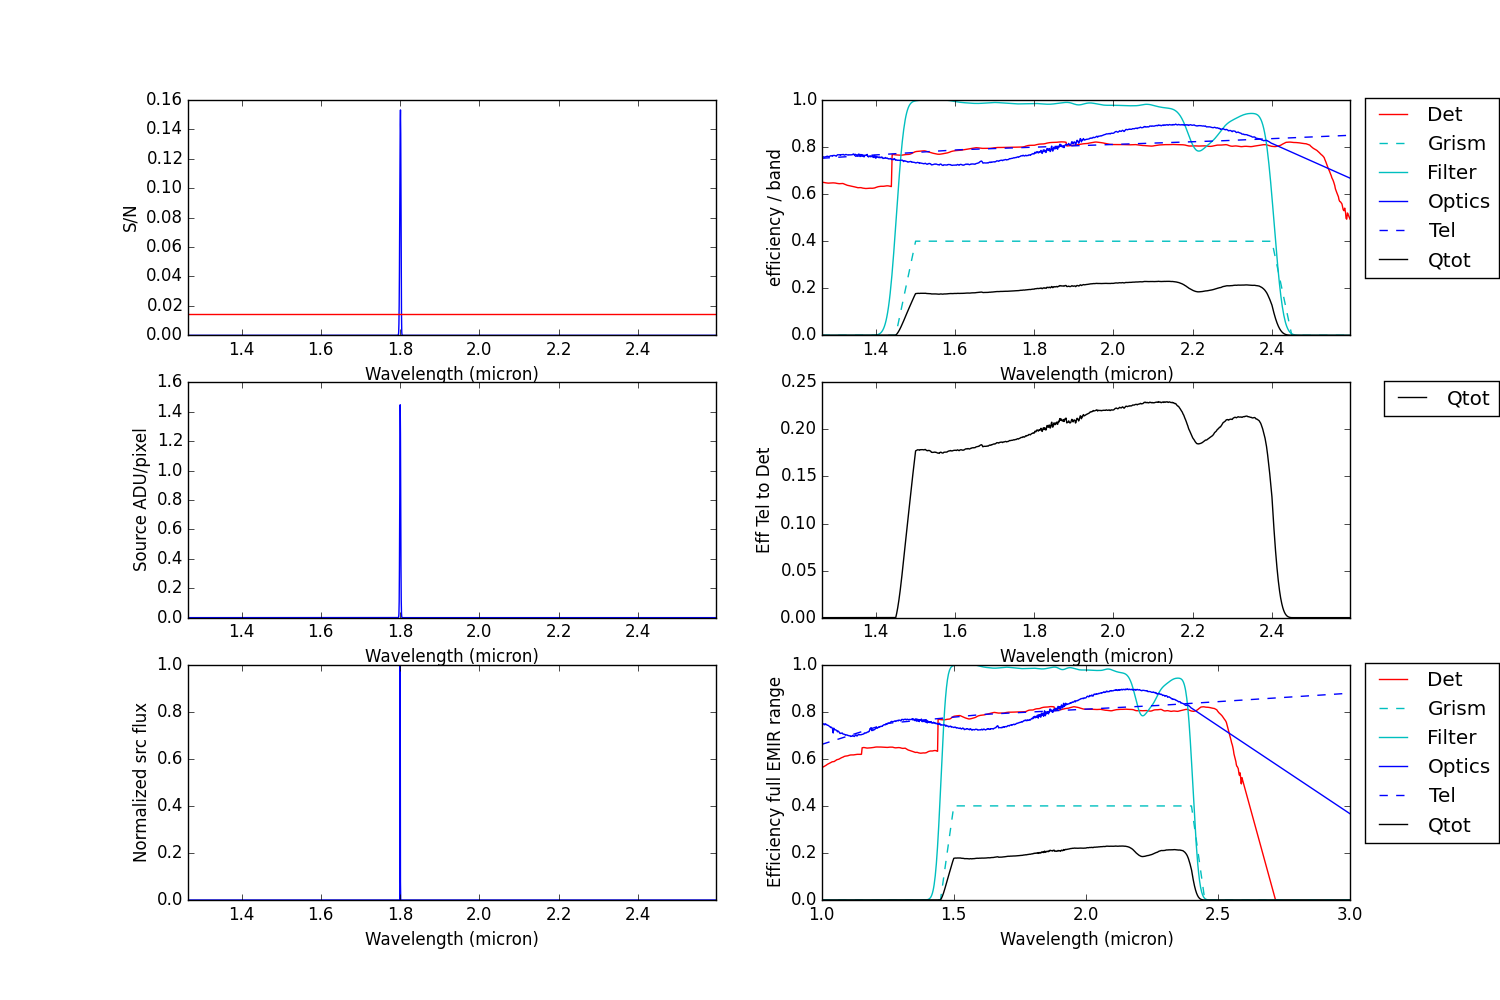 0.16
0.14
0.12
0.10
0.08
0.06
0.04
0.02
0.00
S/N
1.4 1.6 1.8 2.0 2.2 2.4
Wavelength (micron)
1.0
0.8
0.6
0.4
0.2
0.0
efficiency / band
1.4 1.6 1.8 2.0 2.2 2.4
Wavelength (micron)
Det
Grism
Filter
Optics
Tel
Qtot
1.6
1.4
1.2
1.0
0.8
0.6
0.4
0.2
0.0
Source ADU/pixel
1.4 1.6 1.8 2.0 2.2 2.4
Wavelength (micron)
0.25
0.20
0.15
0.10
0.05
0.00
Eff Tel to Det
1.4 1.6 1.8 2.0 2.2 2.4
Wavelength (micron)
Qtot
1.0
0.8
0.6
0.4
0.2
0.0
Normalized src flux
1.4 1.6 1.8 2.0 2.2 2.4
Wavelength (micron)
1.0
0.8
0.6
0.4
0.2
0.0
Efficiency full EMIR range
1.0 1.5 2.0 2.5 3.0
Wavelength (micron)
Det
Grism
Filter
Optics
Tel
Qtot